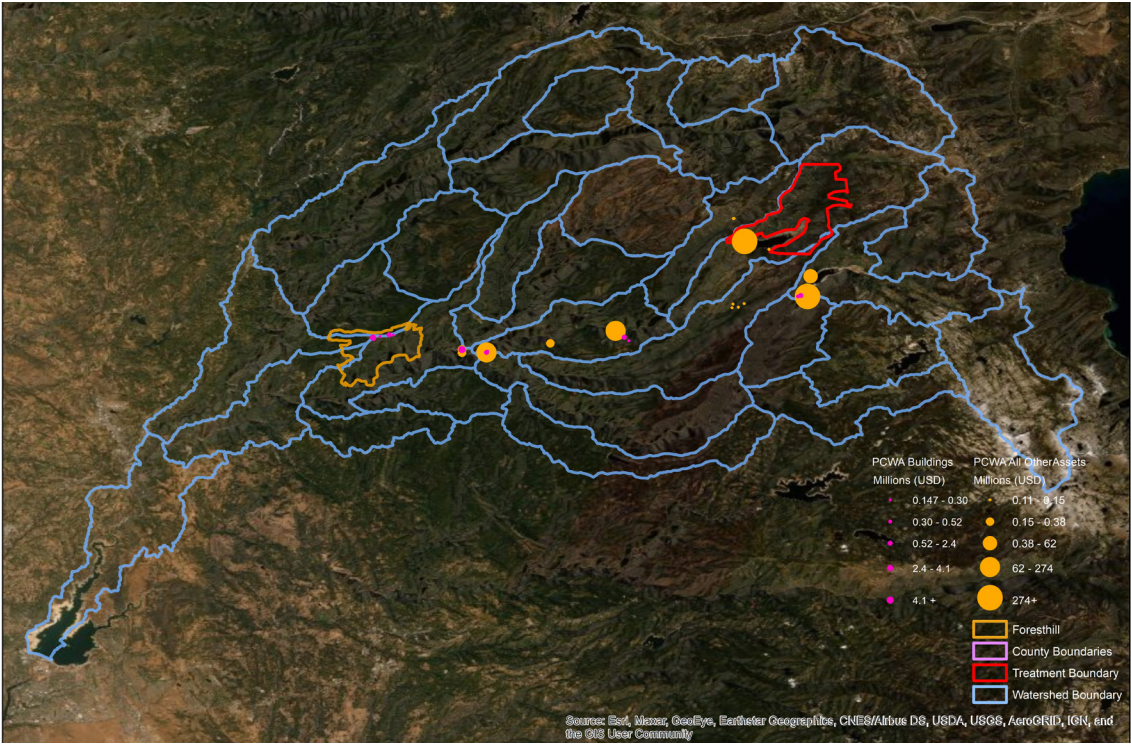 PCWA Buildings
Millions (USD)
0.147 - 0.30
0.30 - 0.52
0.52 - 2.4
2.4 - 4.1
4.1 +
PCWA All OtherAssets
Millions (USD)
0.11 - 0.15
0.15 - 0.38
0.38 - 62
62 - 274
274+
Foresthill
County Boundaries
Treatment Boundary
Watershed Boundary
Source: Esri, Maxar, GeoEye, Earthstar Geographics, CNES/Airbus DS, USDA, USGS, AeroGRID, IGN, and
the GIS User Community